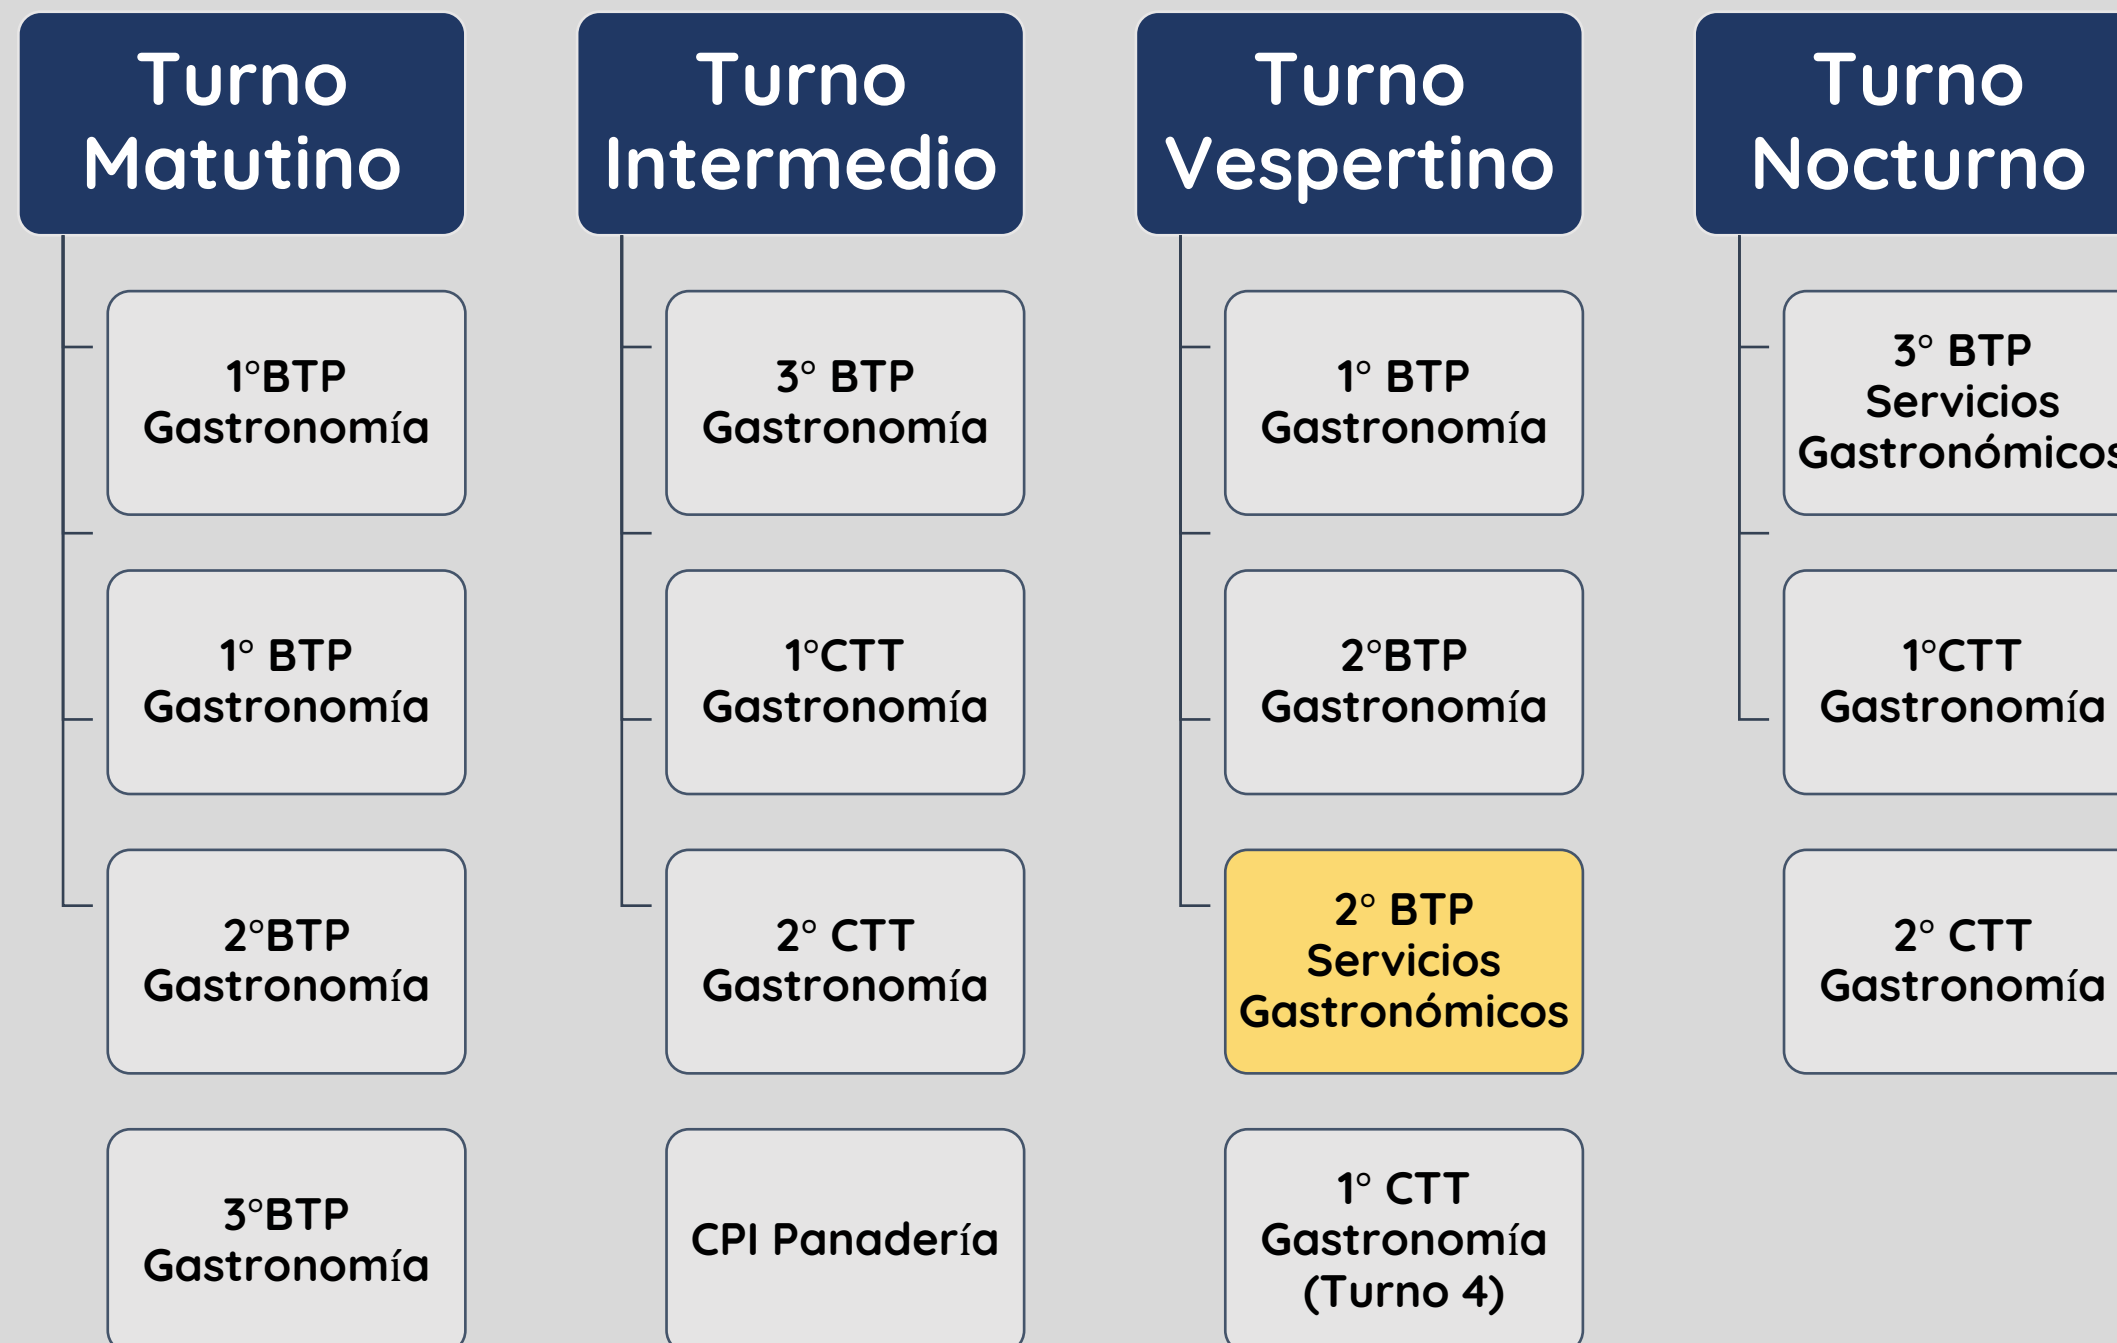 Turno
Matutino
1°BTP
Gastronomía
1° BTP
Gastronomía
2°BTP
Gastronomía
3°BTP
Gastronomía
Turno
Intermedio
3° BTP
Gastronomía
1°CTT
Gastronomía
2° CTT
Gastronomía
CPI Panadería
Turno
Vespertino
1° BTP
Gastronomía
2°BTP
Gastronomía
2° BTP
Servicios
Gastronómicos
1° CTT
Gastronomía
(Turno 4)
Turno
Nocturno
3° BTP
Servicios
Gastronómicos
1°CTT
Gastronomía
2° CTT
Gastronomía